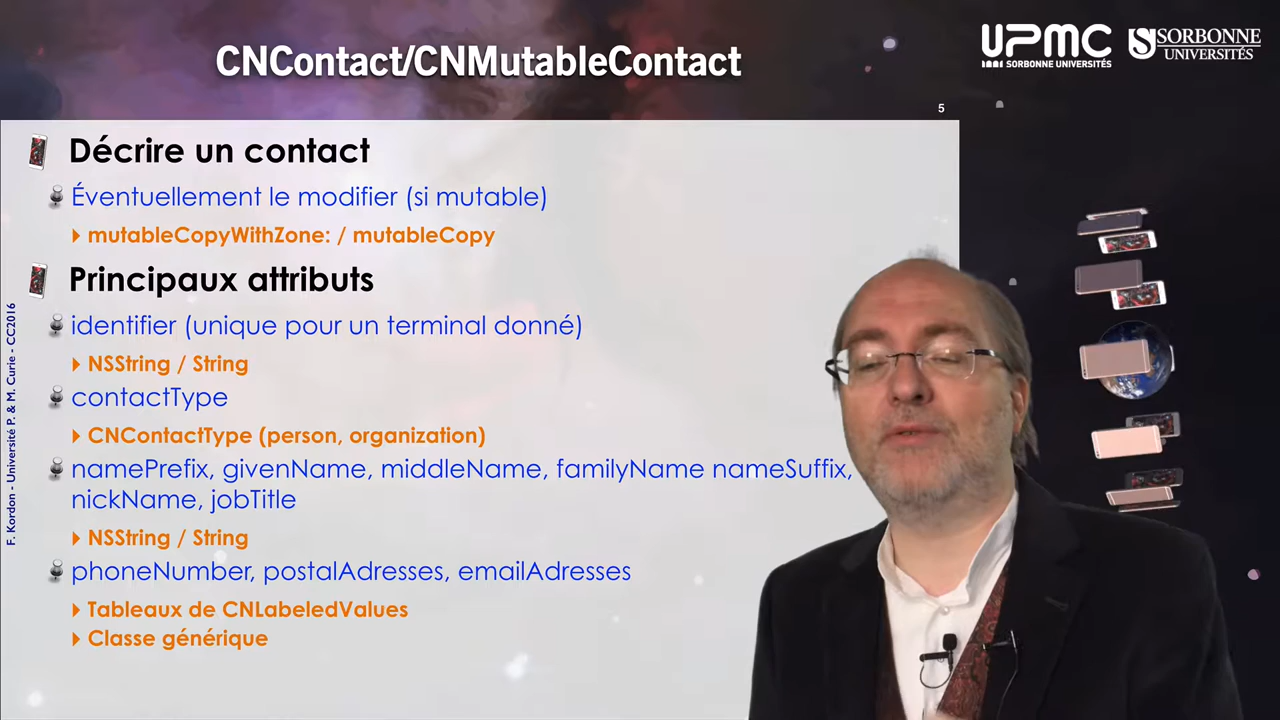 CNContact/CNMutableContact
UPMC
SORBONNE UNIVERSITÉS
SORBONNE
UNIVERSITÉS
5
Décrire un contact
Éventuellement le modifier (si mutable)
mutableCopyWithZone: / mutableCopy
Principaux attributs
identifier (unique pour un terminal donné)
NSString / String
contactType
CNContactType (person, organization)
namePrefix, givenName, middleName, familyName nameSuffix,
nickName, jobTitle
NSString / String
phoneNumber, postalAdresses, emailAdresses
Tableaux de CNLabeledValues
Classe générique
F. Kordon - Université P. & M. Curie - CC2016